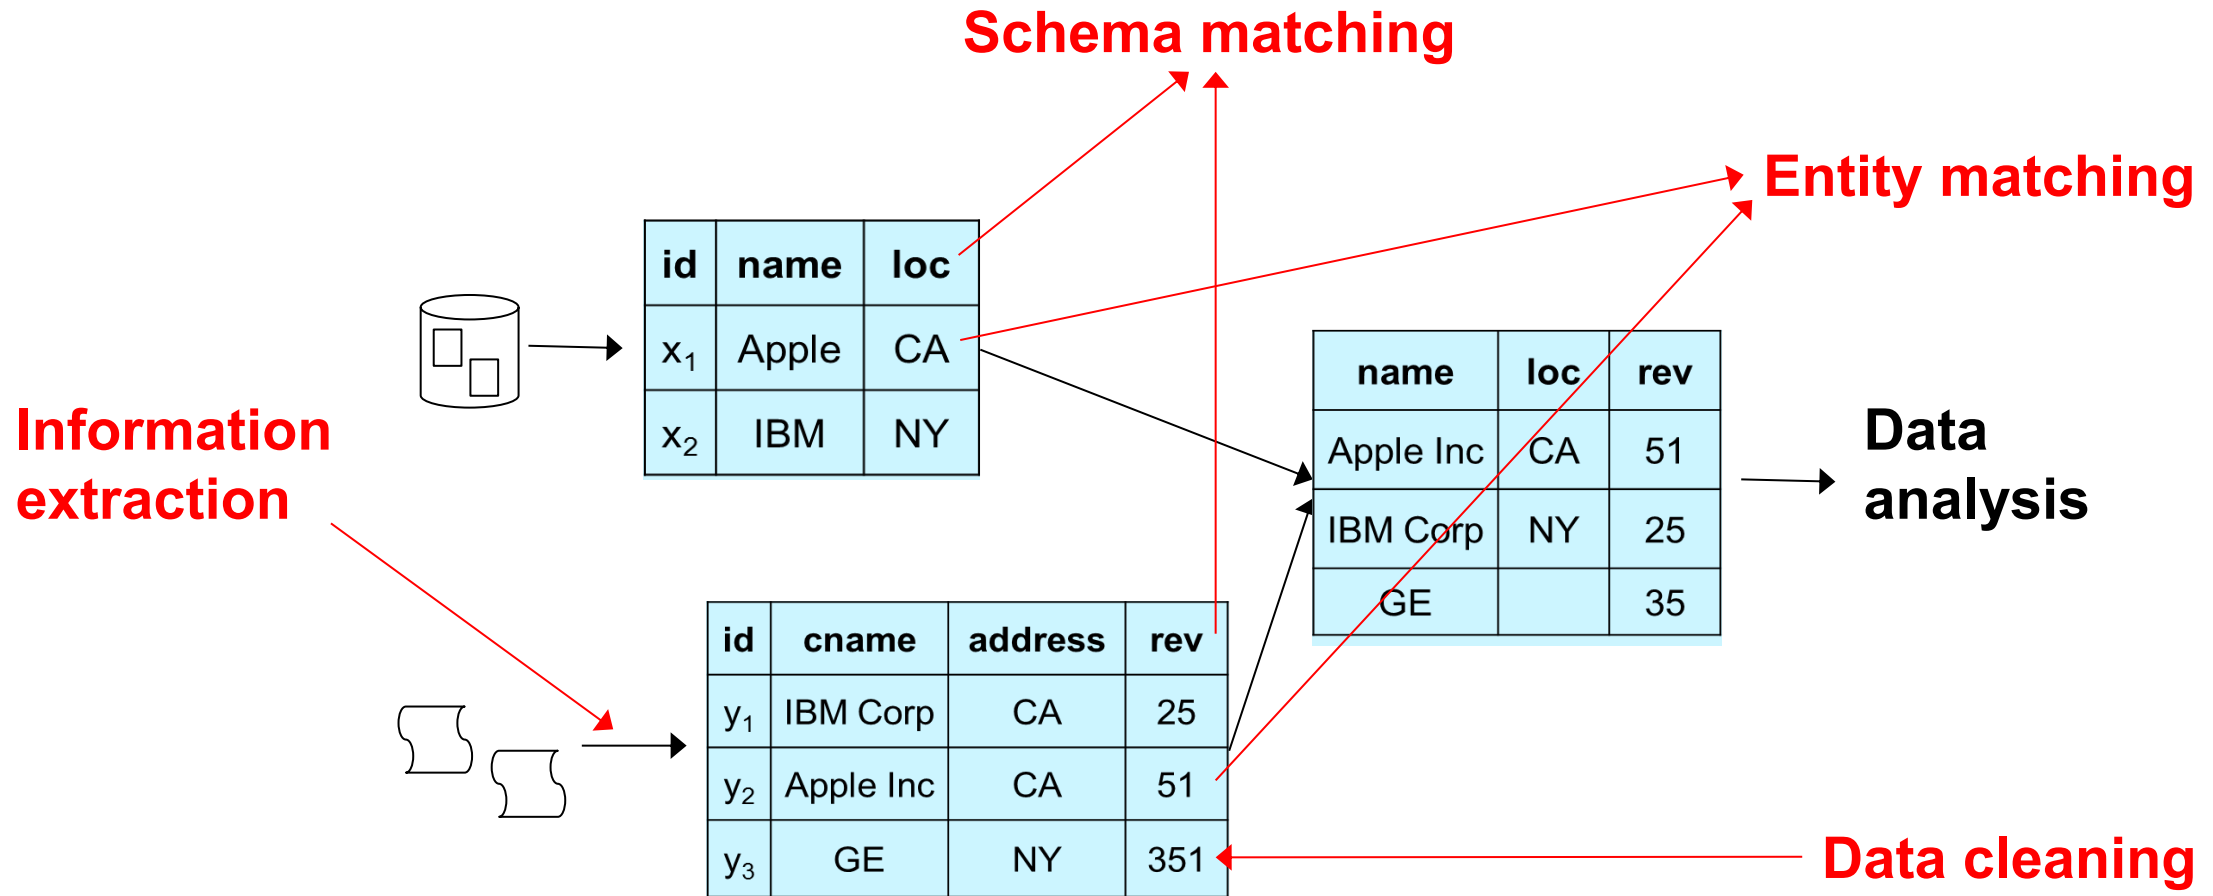 Schema matching
Entity matching
id name loc
x1 Apple CA
x2 IBM NY
Information
extraction
name loc rev
Apple Inc CA 51
IBM Corp NY 25
GE 35
Data
analysis
id cname address rev
y1 IBM Corp CA 25
y2 Apple Inc CA 51
y3 GE NY 351
Data cleaning